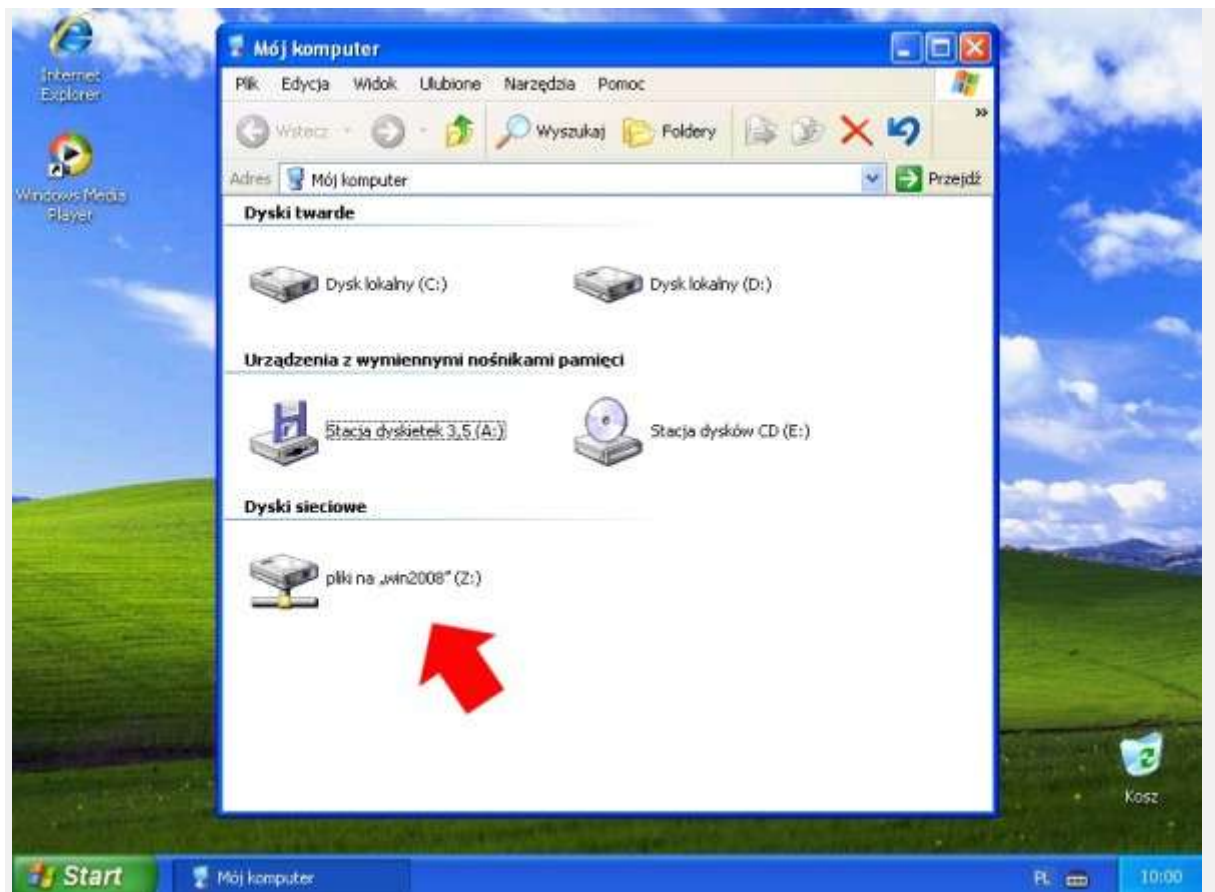 Internet
Explorer
Windows Media
Player
Mój komputer
Plik Edycja Widok Ulubione Narzędzia Pomoc
Wstecz Wyszukaj Foldery »
Adres Mój komputer Przejdź
Dyski twarde
Dysk lokalny (C:) Dysk lokalny (D:)
Urządzenia z wymiennymi nośnikami pamięci
Stacja dyskietek 3,5 (A:) Stacja dysków CD (E:)
Dyski sieciowe
pliki na „win2008” (Z:)
Kosz
Start Mój komputer PL 10:00